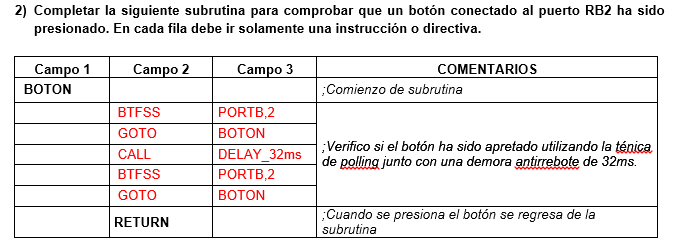 2) Completar la siguiente subrutina para comprobar que un botón conectado al puerto RB2 ha sido
presionado. En cada fila debe ir solamente una instrucción o directiva.
Campo 1 Campo 2 Campo 3 COMENTARIOS
BOTON ;Comienzo de subrutina
BTFSS PORTB,2
GOTO BOTON
CALL DELAY_32ms
BTFSS PORTB,2
GOTO BOTON
;Verifico si el botón ha sido apretado utilizando la ténica
de polling junto con una demora antirrebote de 32ms.
RETURN ;Cuando se presiona el botón se regresa de la
subrutina